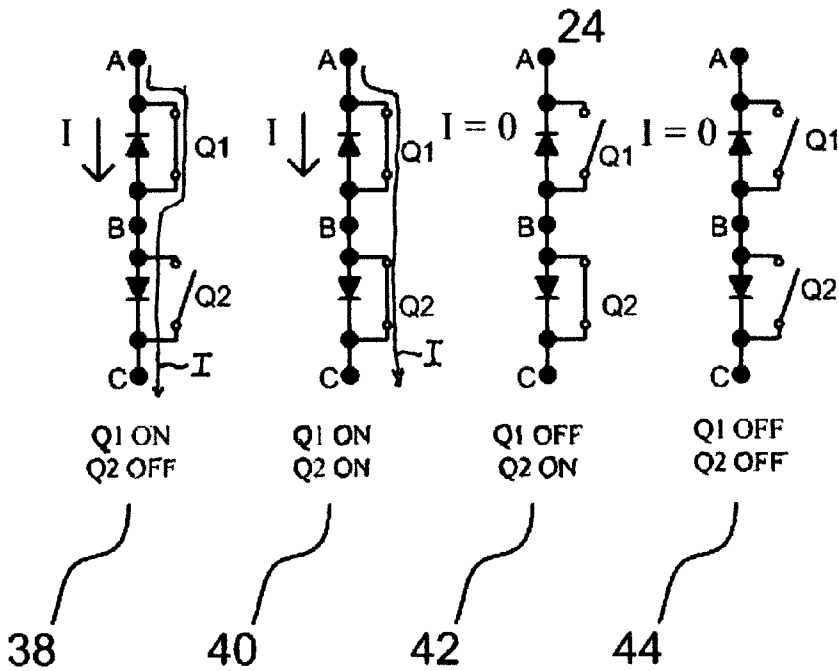 24
A A A A
I I I = 0 I = 0
Q1 Q1 Q1 Q1
B B B B
Q2 Q2 Q2 Q2
I I
C C C C
Q1 ON Q1 ON Q1 OFF Q1 OFF
Q2 OFF Q2 ON Q2 ON Q2 OFF
38 40 42 44